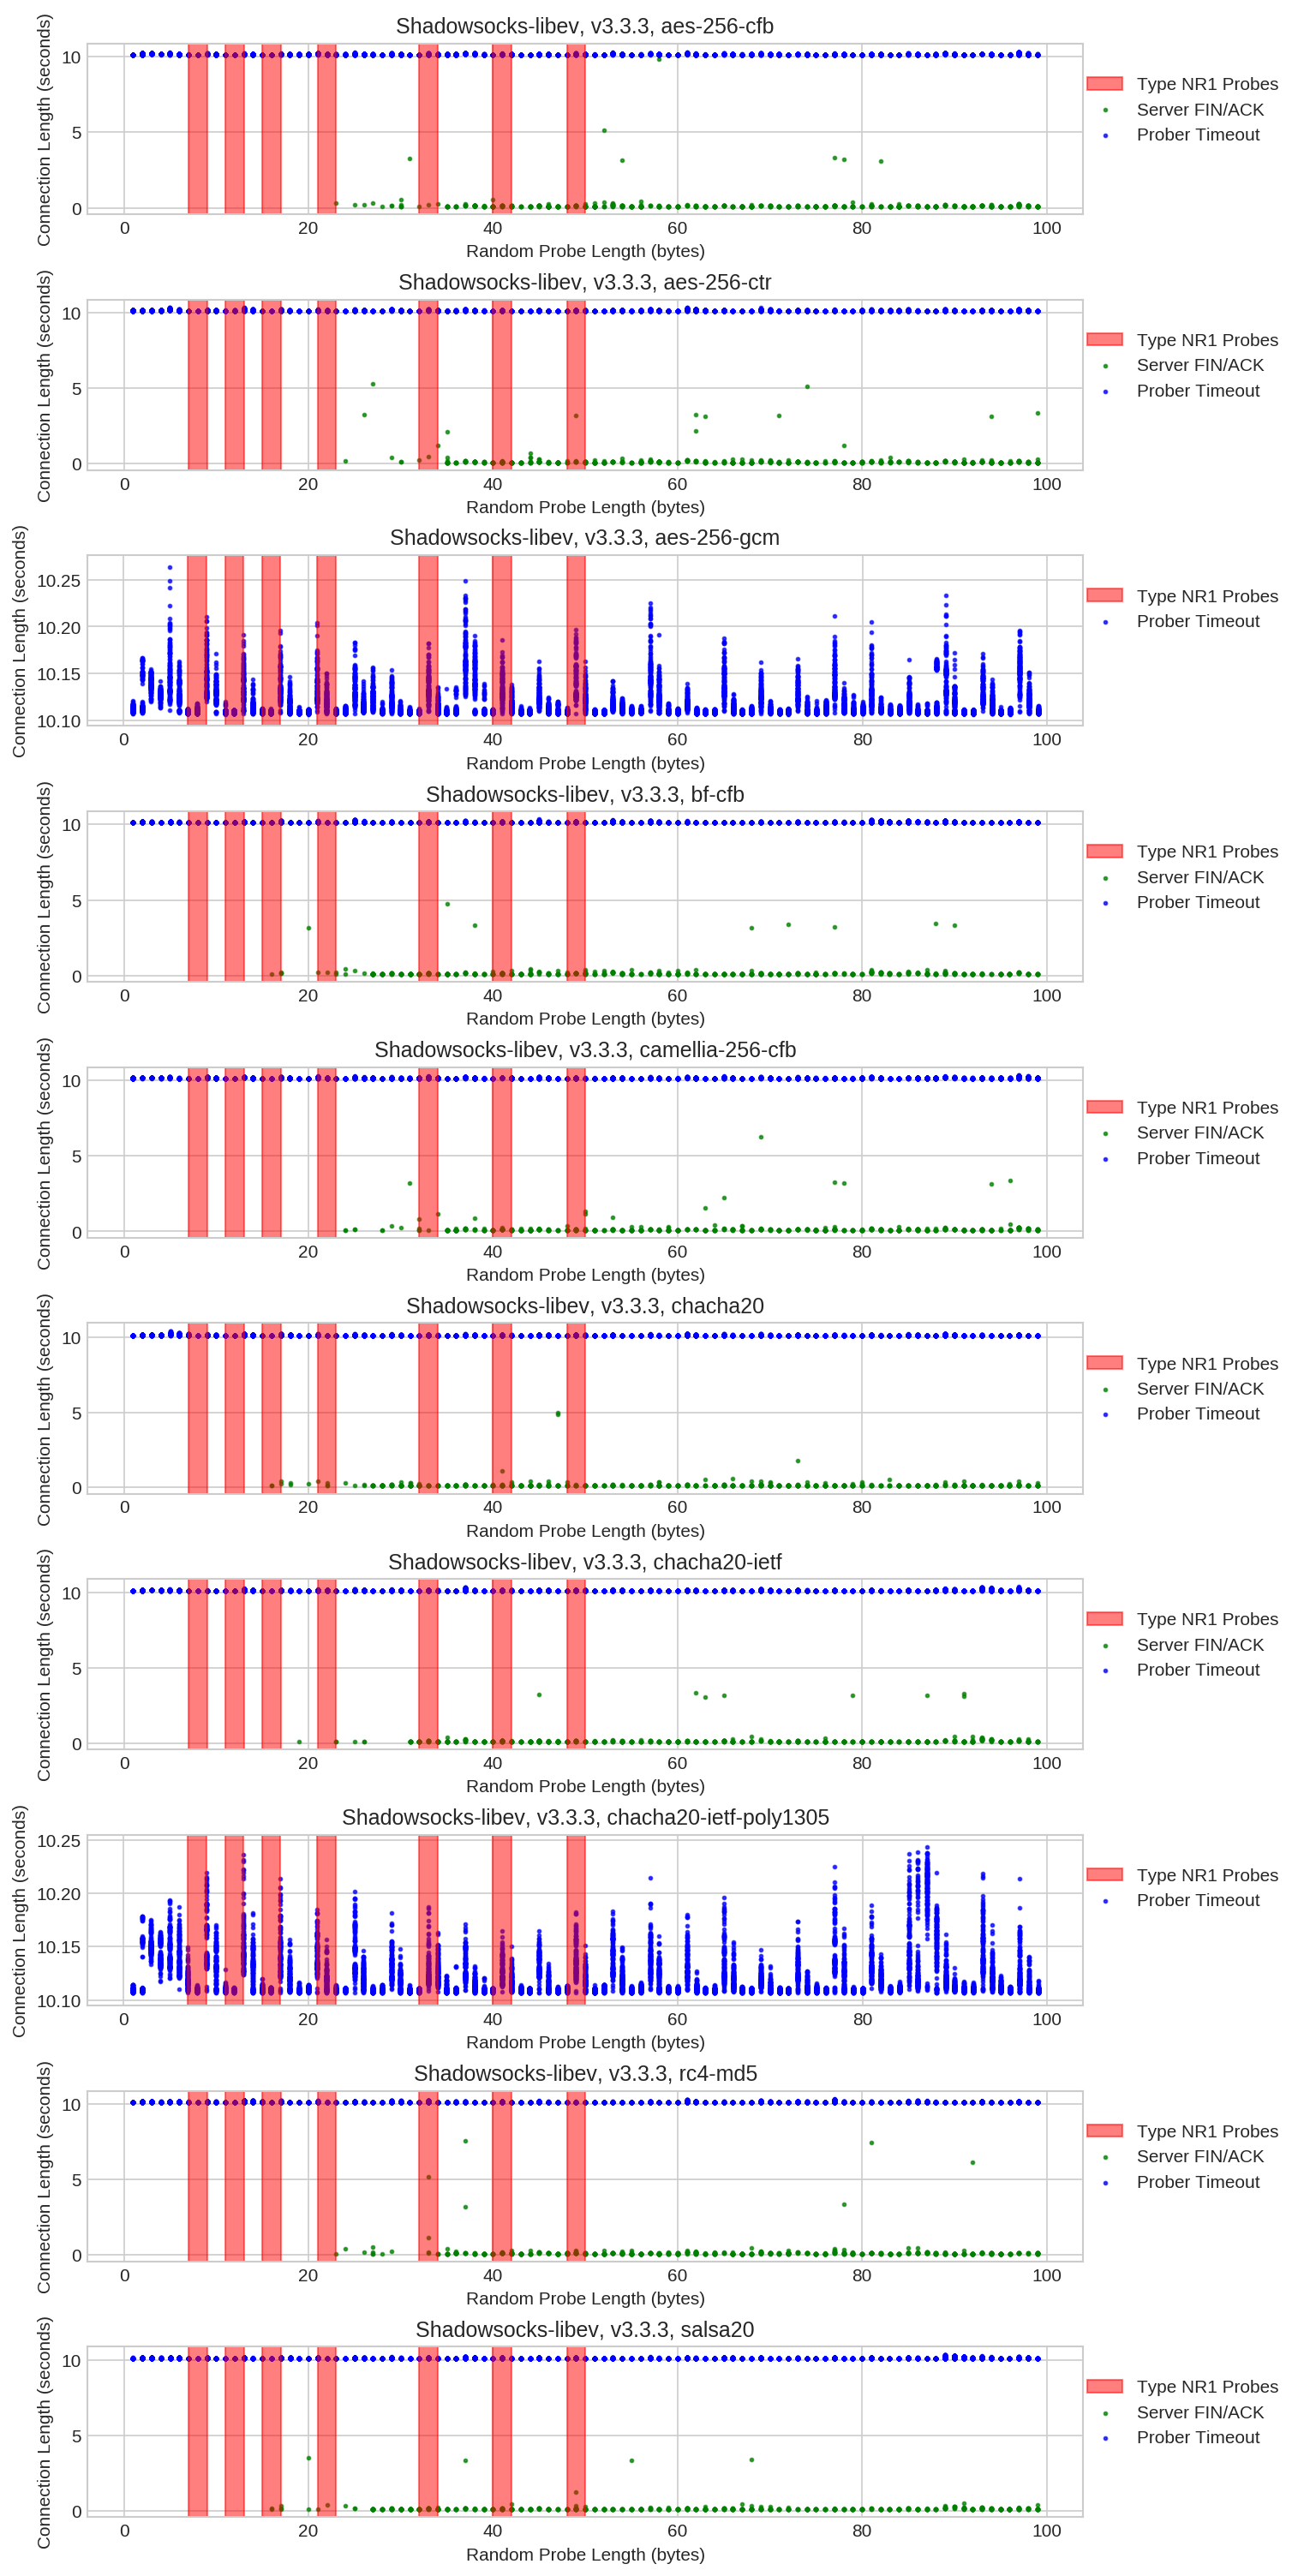 Shadowsocks-libev, v3.3.3, aes-256-cfb
Connection Length (seconds)
10
5
0
0 20 40 60 80 100
Random Probe Length (bytes)
Type NR1 Probes
Server FIN/ACK
Prober Timeout
Shadowsocks-libev, v3.3.3, aes-256-ctr
Connection Length (seconds)
10
5
0
0 20 40 60 80 100
Random Probe Length (bytes)
Type NR1 Probes
Server FIN/ACK
Prober Timeout
Shadowsocks-libev, v3.3.3, aes-256-gcm
Connection Length (seconds)
10.25
10.20
10.15
10.10
0 20 40 60 80 100
Random Probe Length (bytes)
Type NR1 Probes
Prober Timeout
Shadowsocks-libev, v3.3.3, bf-cfb
Connection Length (seconds)
10
5
0
0 20 40 60 80 100
Random Probe Length (bytes)
Type NR1 Probes
Server FIN/ACK
Prober Timeout
Shadowsocks-libev, v3.3.3, camellia-256-cfb
Connection Length (seconds)
10
5
0
0 20 40 60 80 100
Random Probe Length (bytes)
Type NR1 Probes
Server FIN/ACK
Prober Timeout
Shadowsocks-libev, v3.3.3, chacha20
Connection Length (seconds)
10
5
0
0 20 40 60 80 100
Random Probe Length (bytes)
Type NR1 Probes
Server FIN/ACK
Prober Timeout
Shadowsocks-libev, v3.3.3, chacha20-ietf
Connection Length (seconds)
10
5
0
0 20 40 60 80 100
Random Probe Length (bytes)
Type NR1 Probes
Server FIN/ACK
Prober Timeout
Shadowsocks-libev, v3.3.3, chacha20-ietf-poly1305
Connection Length (seconds)
10.25
10.20
10.15
10.10
0 20 40 60 80 100
Random Probe Length (bytes)
Type NR1 Probes
Prober Timeout
Shadowsocks-libev, v3.3.3, rc4-md5
Connection Length (seconds)
10
5
0
0 20 40 60 80 100
Random Probe Length (bytes)
Type NR1 Probes
Server FIN/ACK
Prober Timeout
Shadowsocks-libev, v3.3.3, salsa20
Connection Length (seconds)
10
5
0
0 20 40 60 80 100
Random Probe Length (bytes)
Type NR1 Probes
Server FIN/ACK
Prober Timeout